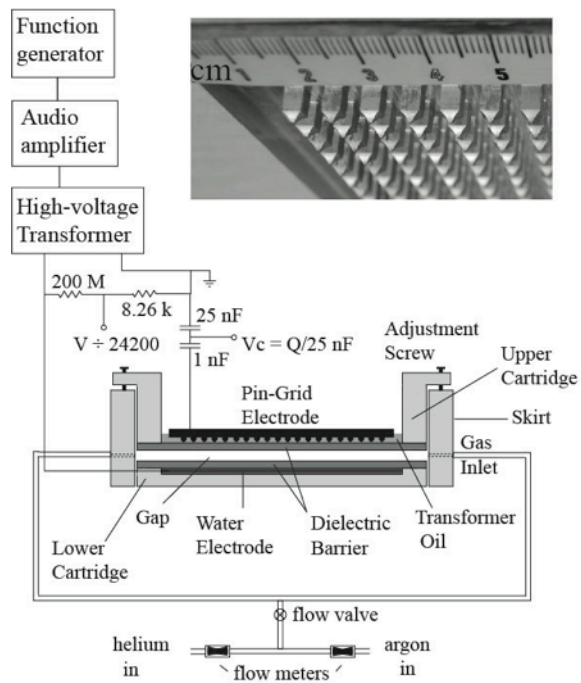 Function
generator
Audio
amplifier
High-voltage
Transformer
cm
1
2
3
4
5
200 M
8.26 k
25 nF
V ÷ 24200
Vc = Q/25 nF
1 nF
Adjustment
Screw
Upper
Cartridge
Pin-Grid
Electrode
Skirt
Gas
Inlet
Gap
Water
Electrode
Dielectric
Barrier
Transformer
Oil
Lower
Cartridge
flow valve
helium
in
argon
in
flow meters